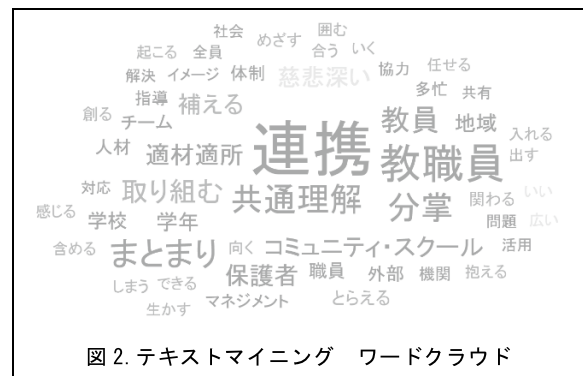 社会 めざす 囲む
起こる 全員 合う いく
解決 イメージ 体制 慈悲深い 協力 任せる
指導 補える 多忙 共有
創る チーム 連携 教員 地域 入れる
人材 適材適所 教職員 出す
対応 取り組む 共通理解 分掌 関わる いい
感じる 学校 学年 問題 広い
含める まとまり 向く コミュニティ・スクール 活用
しまう できる 保護者 職員 外部 機関 抱える
生かす マネジメント とらえる
図2.テキストマイニング ワードクラウド